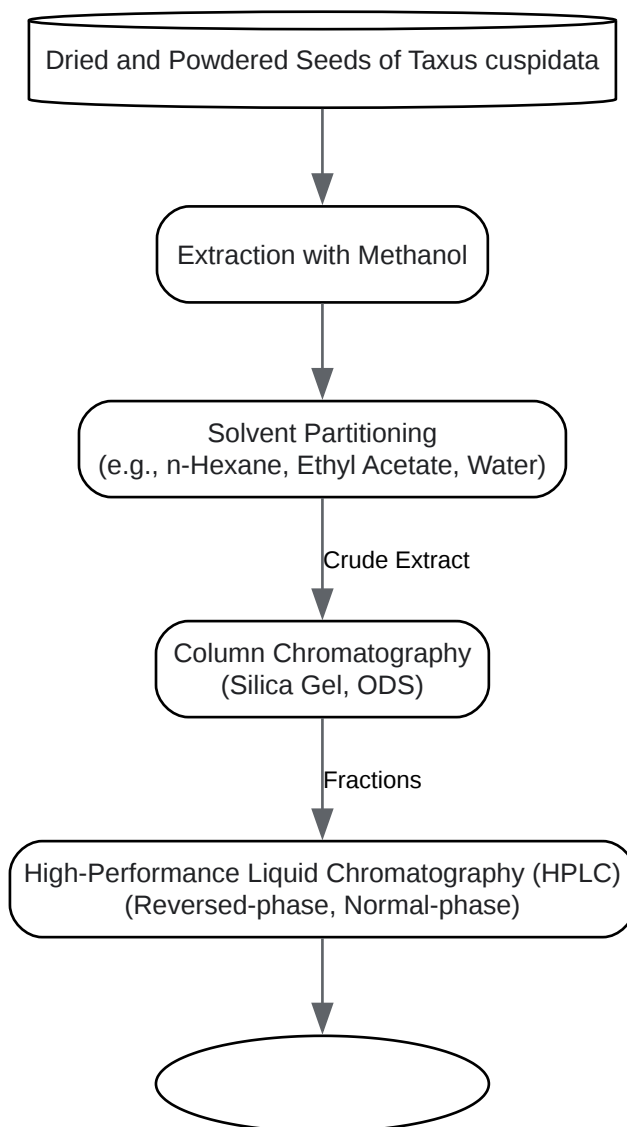 Dried and Powdered Seeds of Taxus cuspidata
Extraction with Methanol
Solvent Partitioning
(e.g., n-Hexane, Ethyl Acetate, Water)
Crude Extract
Column Chromatography
(Silica Gel, ODS)
Fractions
High-Performance Liquid Chromatography (HPLC)
(Reversed-phase, Normal-phase)